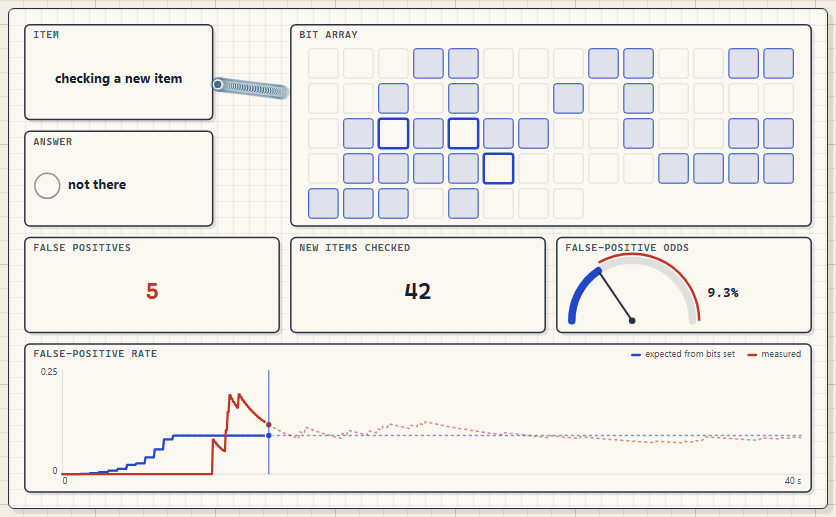 ITEM
checking a new item
ANSWER
not there
BIT ARRAY
FALSE POSITIVES
5
NEW ITEMS CHECKED
42
FALSE-POSITIVE ODDS
9.3%
FALSE-POSITIVE RATE
expected from bits set
measured
0.25
0
0
40 s